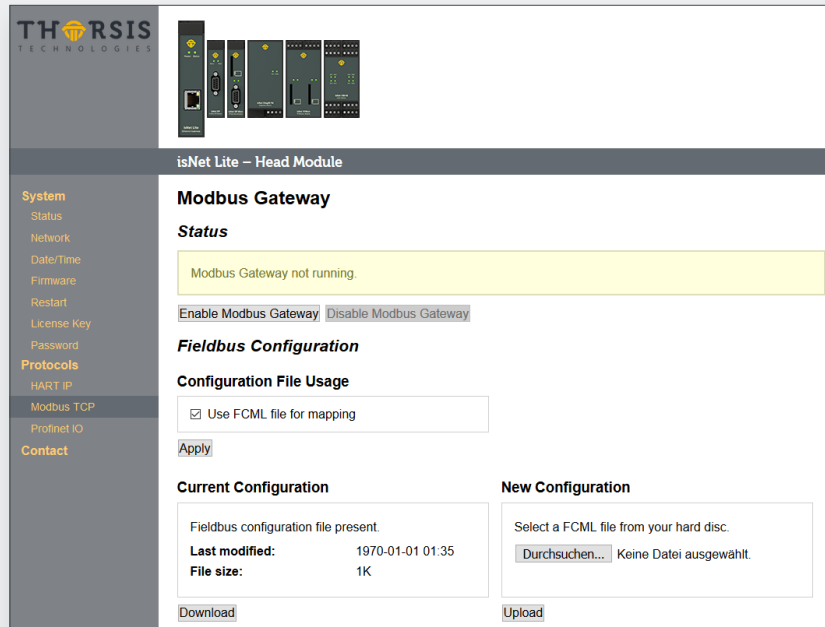 THORSIS
TECHNOLOGIES
isNet Lite – Head Module
System
Status
Network
Date/Time
Firmware
Restart
License Key
Password
Protocols
HART IP
Modbus TCP
Profinet IO
Contact
Modbus Gateway
Status
Modbus Gateway not running.
Enable Modbus Gateway Disable Modbus Gateway
Fieldbus Configuration
Configuration File Usage
Use FCML file for mapping
Apply
Current Configuration
Fieldbus configuration file present.
Last modified: 1970-01-01 01:35
File size: 1K
Download
New Configuration
Select a FCML file from your hard disc.
Durchsuchen... Keine Datei ausgewählt.
Upload